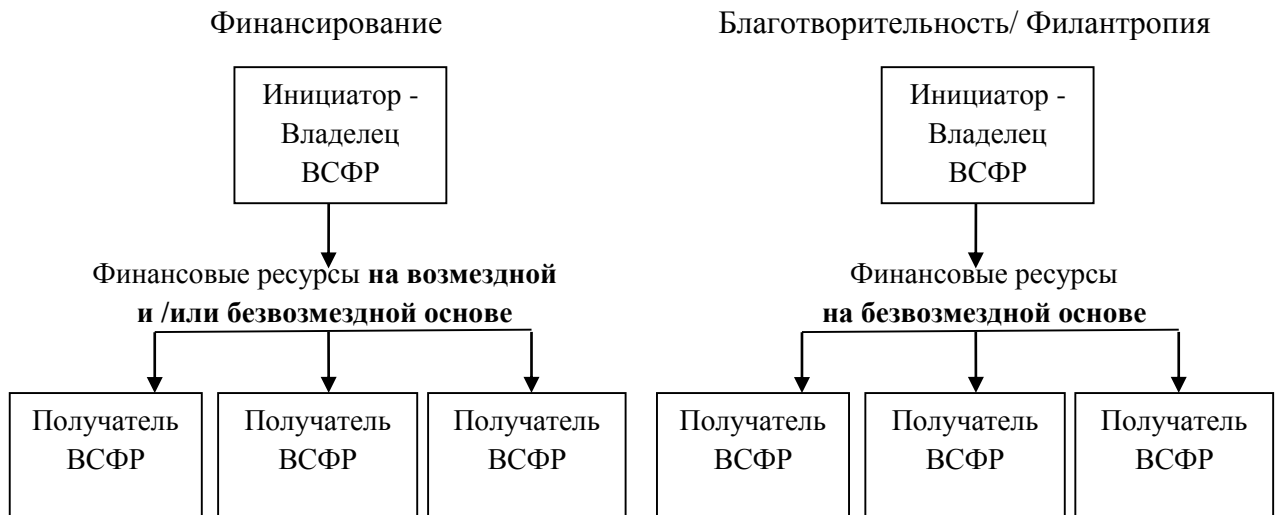 Финансирование
Инициатор -
Владелец
ВСФР
Финансовые ресурсы на возмездной
и /или безвозмездной основе
Получатель
ВСФР
Получатель
ВСФР
Получатель
ВСФР
Благотворительность/ Филантропия
Инициатор -
Владелец
ВСФР
Финансовые ресурсы
на безвозмездной основе
Получатель
ВСФР
Получатель
ВСФР
Получатель
ВСФР